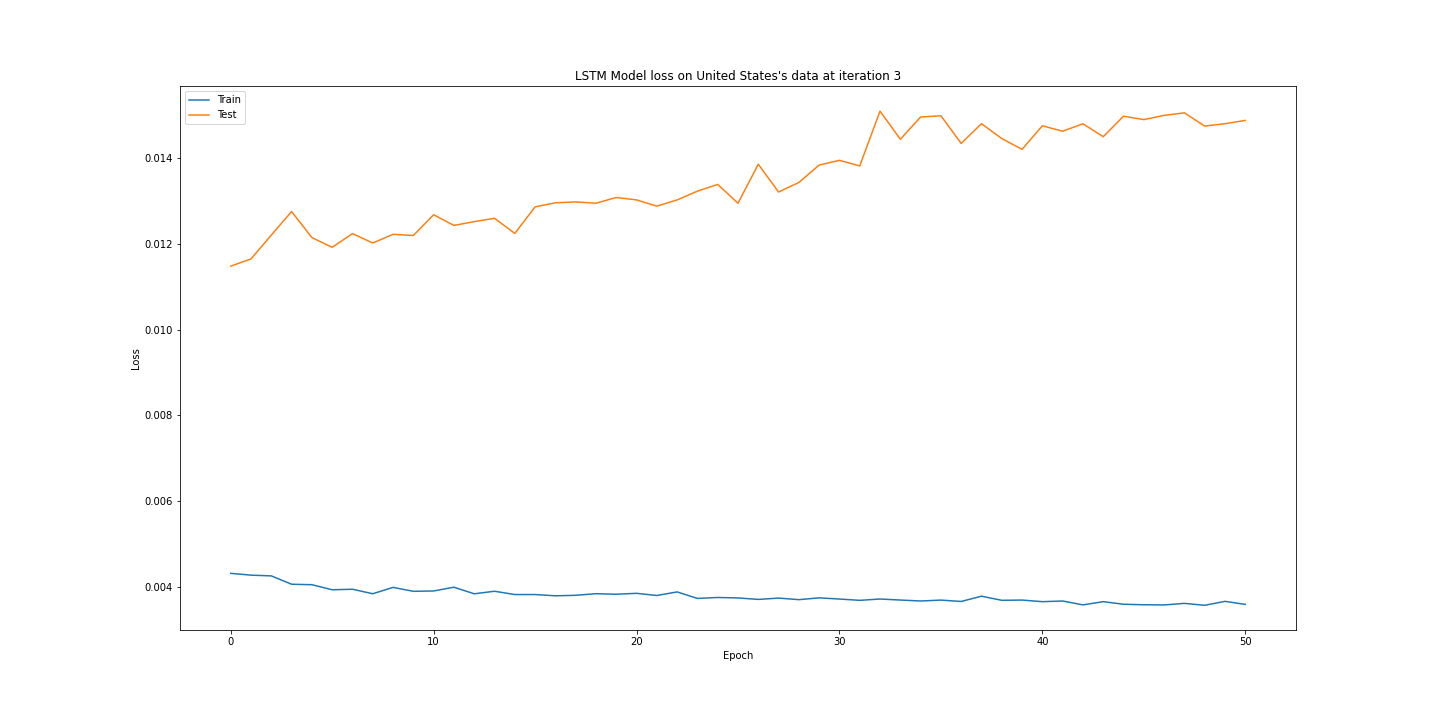 LSTM Model loss on United States's data at iteration 3
Train
Test
0.014
0.012
0.010
0.008
0.006
0.004
Loss
0 10 20 30 40 50
Epoch